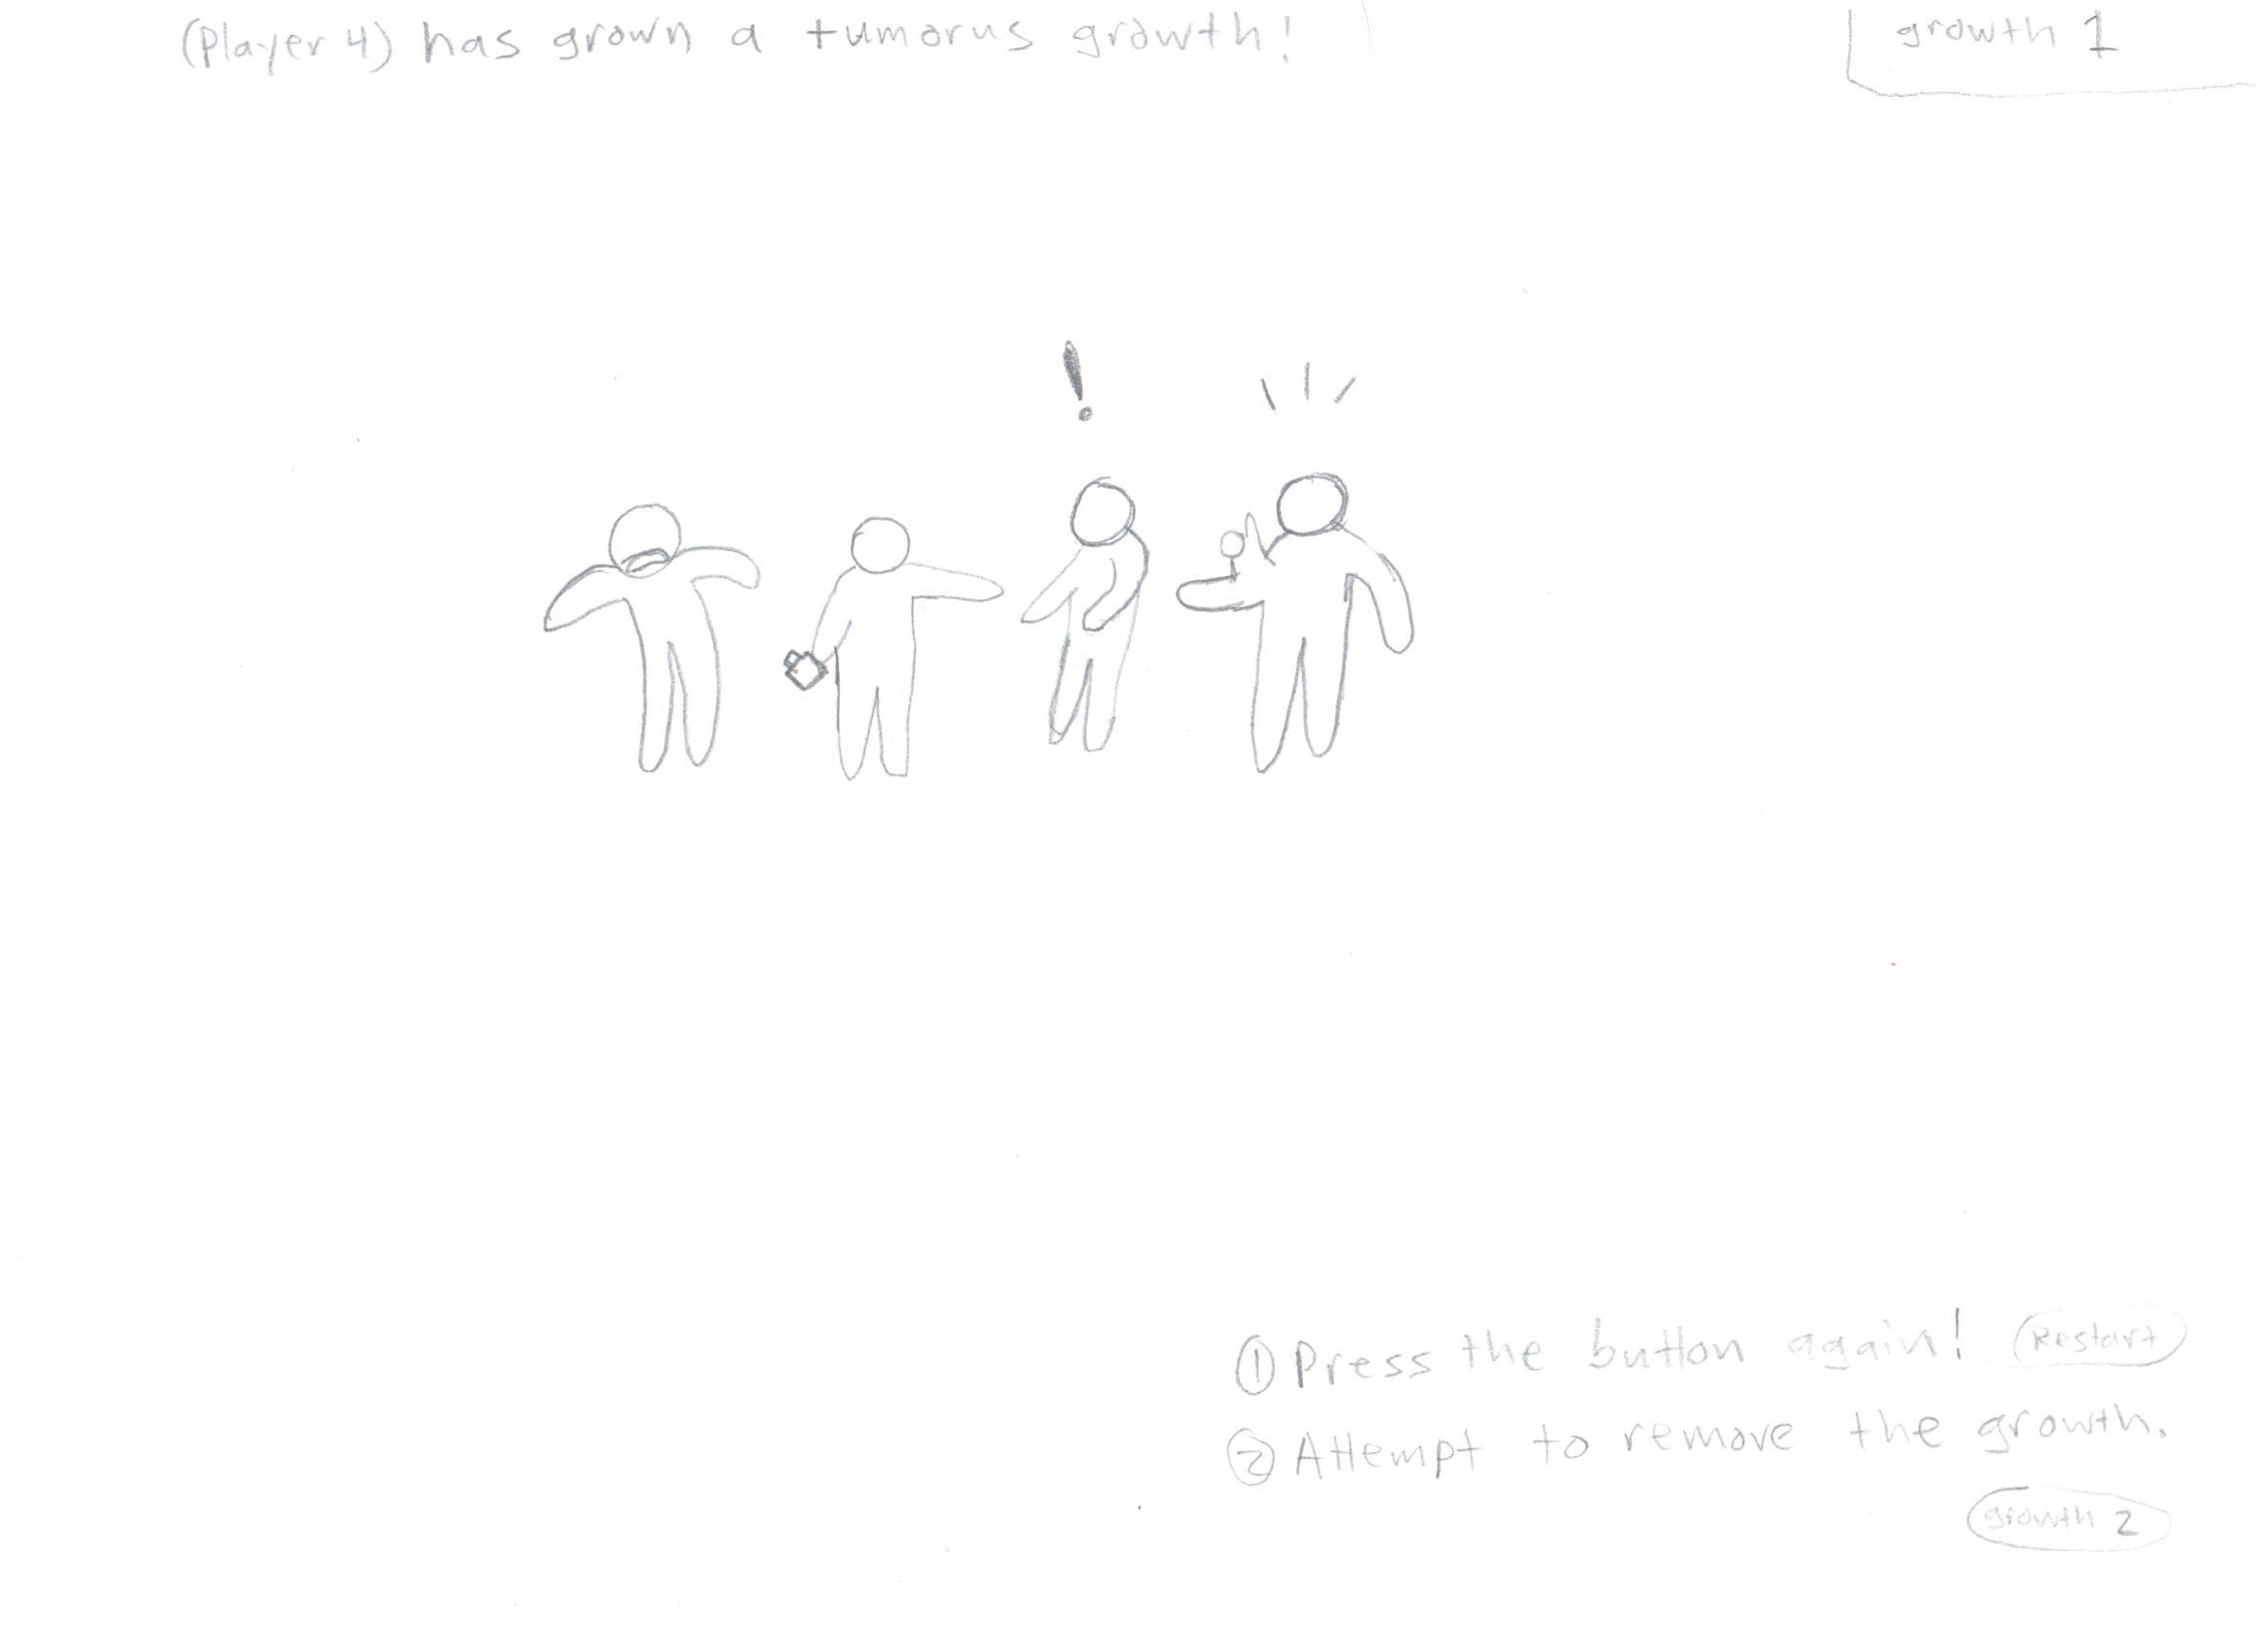 (Player 4) has grown a tumorus growth!
growth 1
① Press the button again! Restart
② Attempt to remove the growth.
growth 2